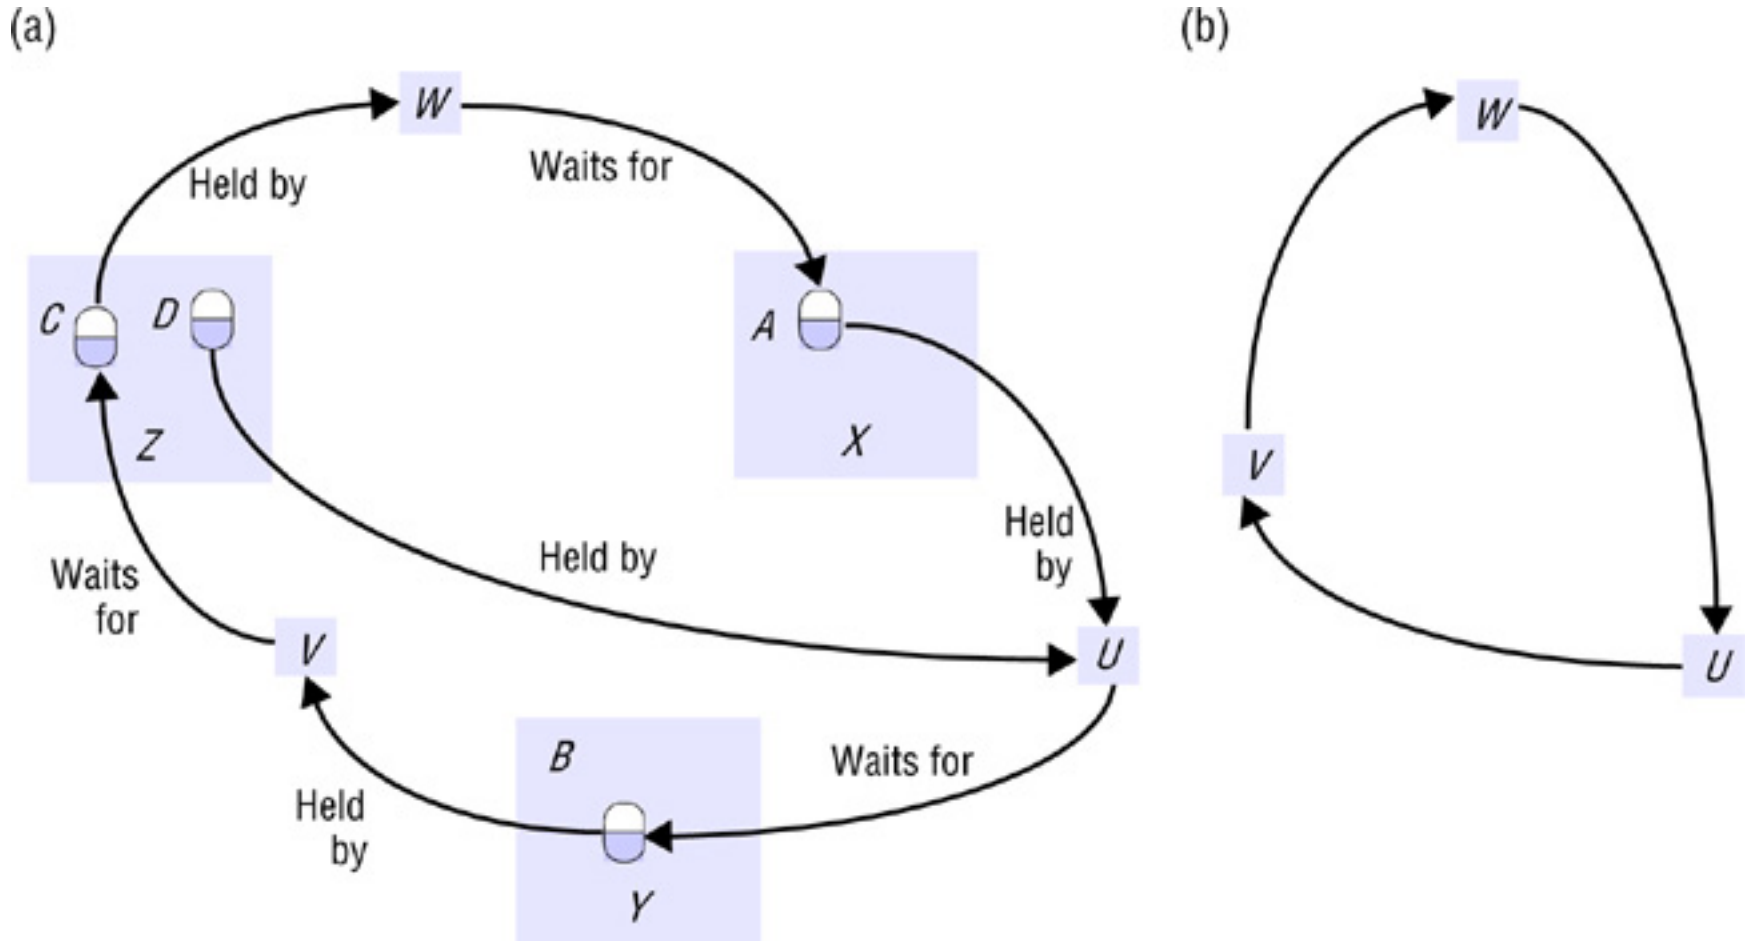 (a)
(b)
W
W
Held by
Waits for
C
D
A
Z
X
V
Held
by
Held by
Waits
for
V
U
U
B
Waits for
Held
by
Y